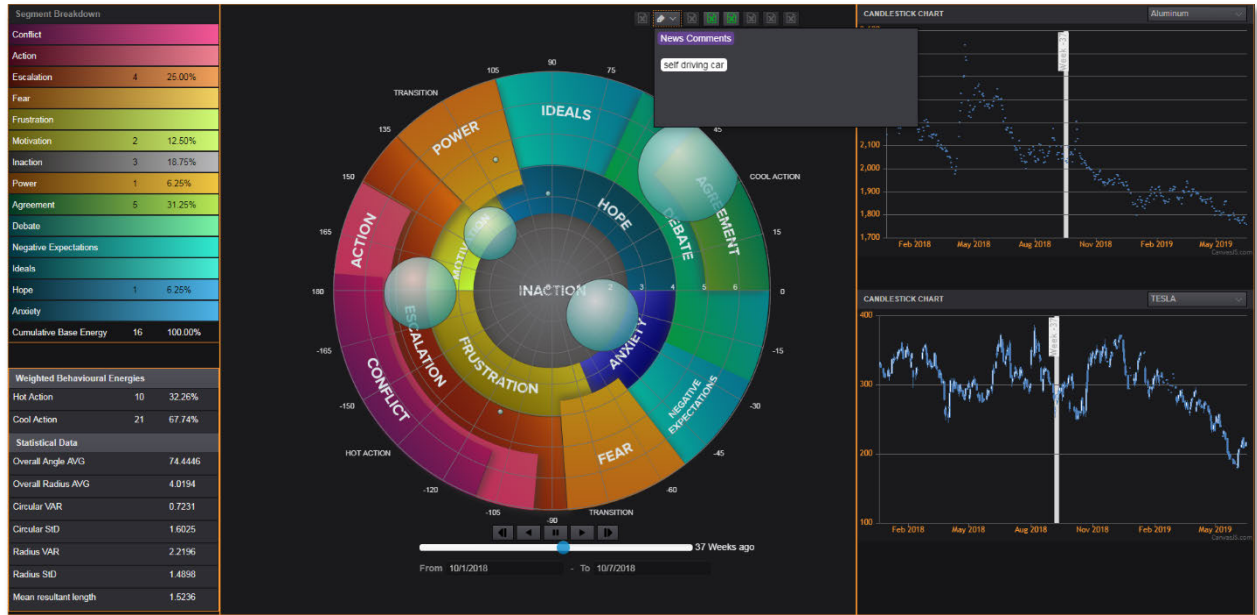 Segment Breakdown
Conflict
Action
Escalation 4 25.00%
Fear
Frustration
Motivation 2 12.50%
Inaction 3 18.75%
Power 1 6.25%
Agreement 5 31.25%
Debate
Negative Expectations
Ideals
Hope 1 6.25%
Anxiety
Cumulative Base Energy 16 100.00%
Weighted Behavioural Energies
Hot Action 10 32.26%
Cool Action 21 67.74%
Statistical Data
Overall Angle AVG 74.4446
Overall Radius AVG 4.0194
Circular VAR 0.7231
Circular StD 1.6025
Radius VAR 2.2196
Radius StD 1.4898
Mean resultant length 1.5236
News Comments
self driving car
90
105
75
TRANSITION
135
45
150
COOL ACTION
165
15
180
0
-165
-15
-150
-30
HOT ACTION
-45
-120
-60
-105
-90
TRANSITION
IDEALS
POWER
AGREEMENT
HOPE
DEBATE
ACTION
MOTIVATION
INACTION
2 3 4 5 6
ESCALATION
ANXIETY
FRUSTRATION
CONFLICT
NEGATIVE
EXPECTATIONS
FEAR
37 Weeks ago
From 10/1/2018 - To 10/7/2018
CANDLESTICK CHART Aluminum
2,100
2,000
1,900
1,800
1,700
Feb 2018 May 2018 Aug 2018 Nov 2018 Feb 2019 May 2019
CanvasJS.com
CANDLESTICK CHART TESLA
400
300
200
100
Feb 2018 May 2018 Aug 2018 Nov 2018 Feb 2019 May 2019
CanvasJS.com